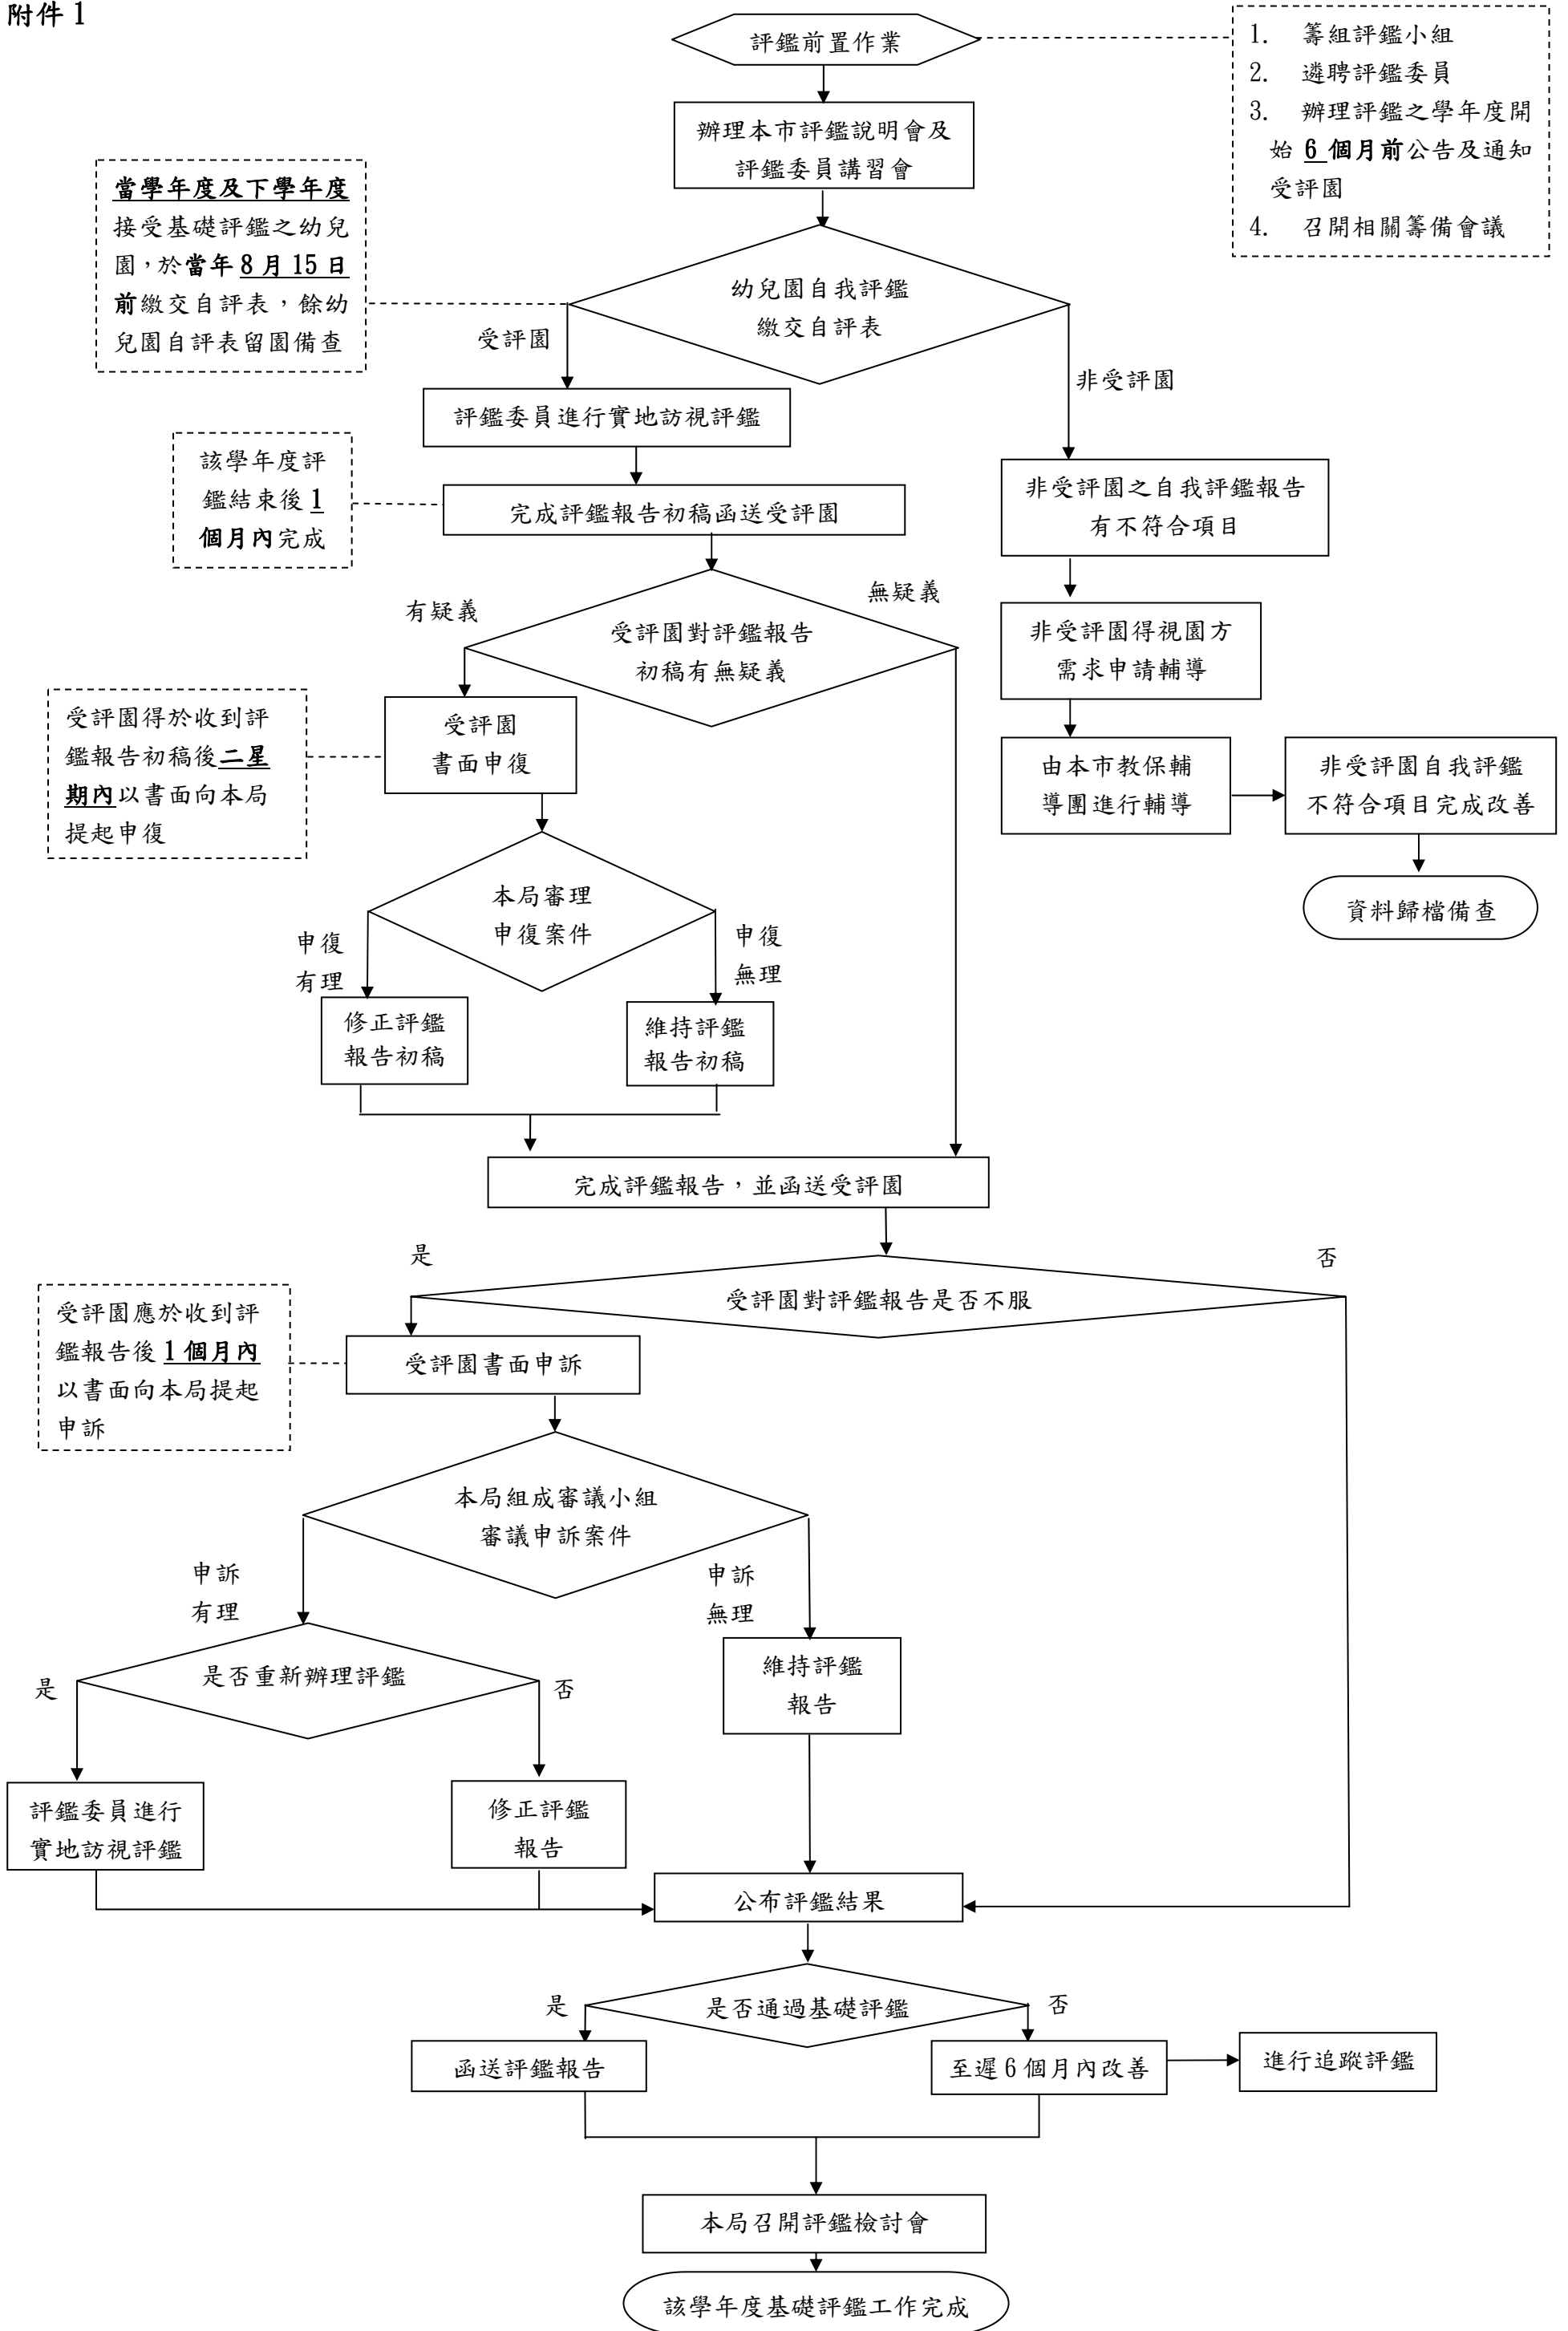 附件 1
評鑑前置作業
1. 籌組評鑑小組
2. 遴聘評鑑委員
3. 辦理評鑑之學年度開
始 6 個月前公告及通知
受評園
4. 召開相關籌備會議
辦理本市評鑑說明會及
評鑑委員講習會
當學年度及下學年度
接受基礎評鑑之幼兒
園，於當年 8 月 15 日
前繳交自評表，餘幼
兒園自評表留園備查
幼兒園自我評鑑
繳交自評表
受評園
非受評園
評鑑委員進行實地訪視評鑑
該學年度評
鑑結束後 1
個月內完成
完成評鑑報告初稿函送受評園
非受評園之自我評鑑報告
有不符合項目
有疑義
無疑義
受評園對評鑑報告
初稿有無疑義
非受評園得視園方
需求申請輔導
受評園得於收到評
鑑報告初稿後二星
期內以書面向本局
提起申復
受評園
書面申復
由本市教保輔
導團進行輔導
非受評園自我評鑑
不符合項目完成改善
資料歸檔備查
本局審理
申復案件
申復
有理
申復
無理
修正評鑑
報告初稿
維持評鑑
報告初稿
完成評鑑報告，並函送受評園
是
否
受評園對評鑑報告是否不服
受評園應於收到評
鑑報告後 1 個月內
以書面向本局提起
申訴
受評園書面申訴
本局組成審議小組
審議申訴案件
申訴
有理
申訴
無理
是否重新辦理評鑑
是
否
維持評鑑
報告
評鑑委員進行
實地訪視評鑑
修正評鑑
報告
公布評鑑結果
是否通過基礎評鑑
是
否
函送評鑑報告
至遲 6 個月內改善
進行追蹤評鑑
本局召開評鑑檢討會
該學年度基礎評鑑工作完成